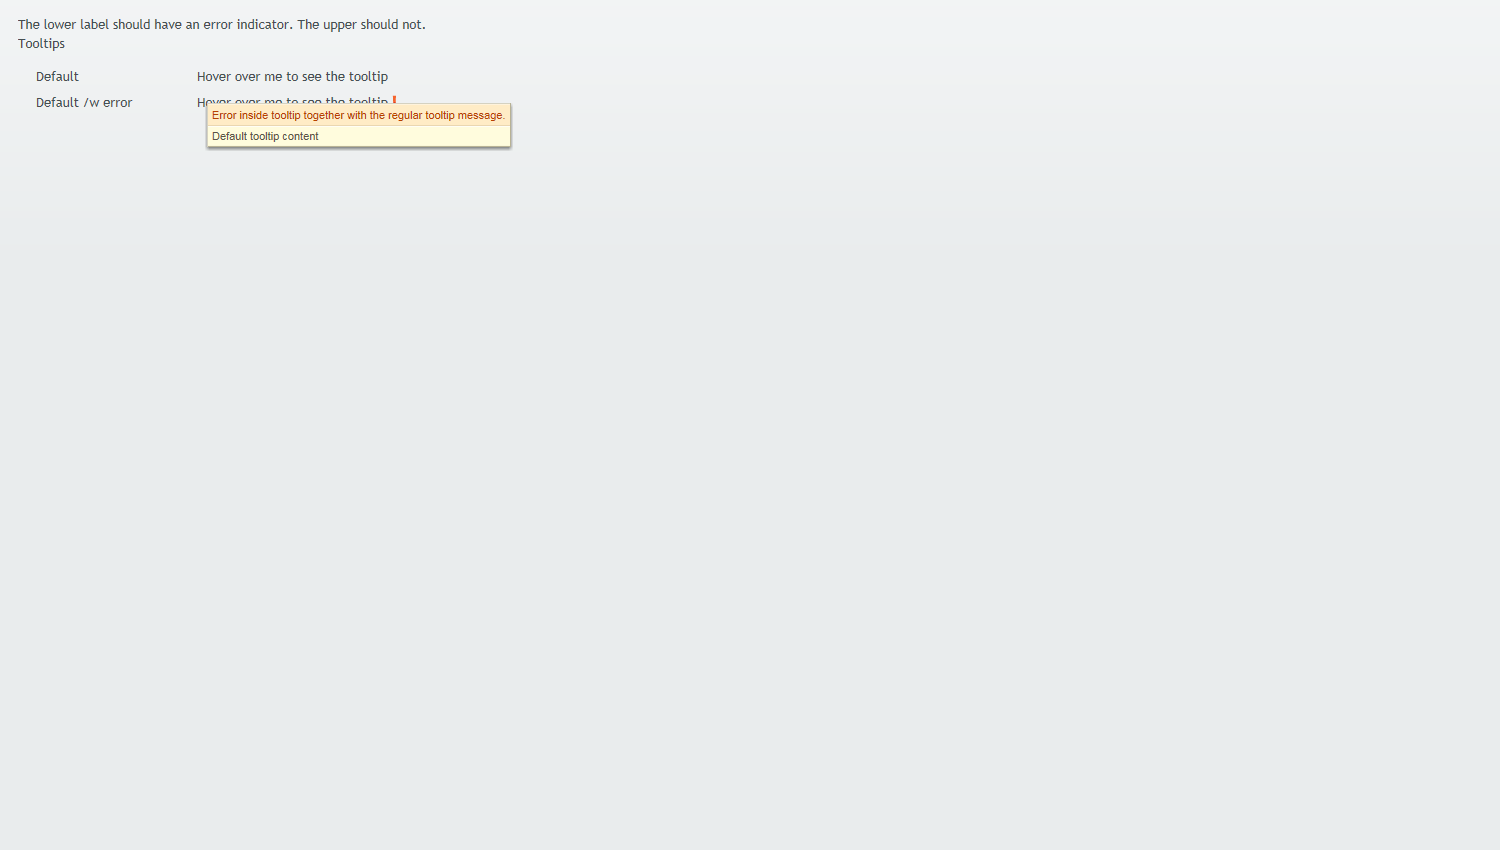 The lower label should have an error indicator. The upper should not.
Tooltips
Default Hover over me to see the tooltip
Default /w error Hover over me to see the tooltip
Error inside tooltip together with the regular tooltip message.
Default tooltip content